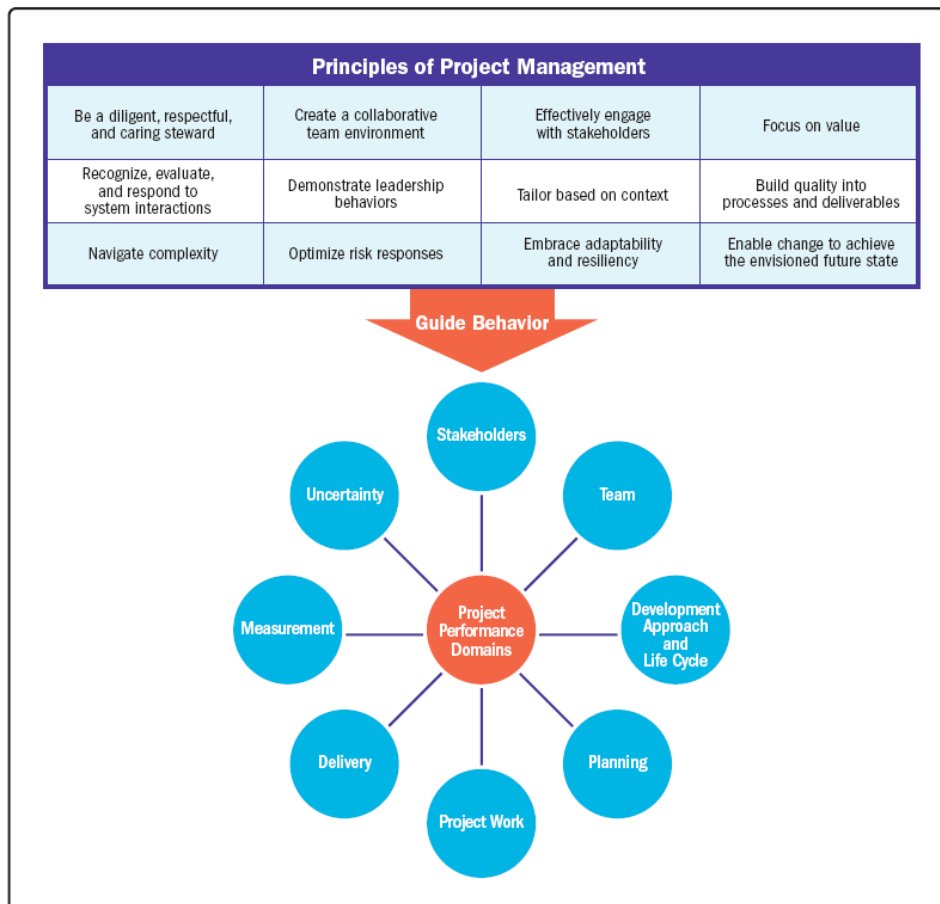 Principles of Project Management
Be a diligent, respectful,
and caring steward
Create a collaborative
team environment
Effectively engage
with stakeholders
Focus on value
Recognize, evaluate,
and respond to
system interactions
Demonstrate leadership
behaviors
Tailor based on context
Build quality into
processes and deliverables
Navigate complexity
Optimize risk responses
Embrace adaptability
and resiliency
Enable change to achieve
the envisioned future state
Guide Behavior
Stakeholders
Uncertainty
Team
Measurement
Project
Performance
Domains
Development
Approach
and
Life Cycle
Delivery
Planning
Project Work